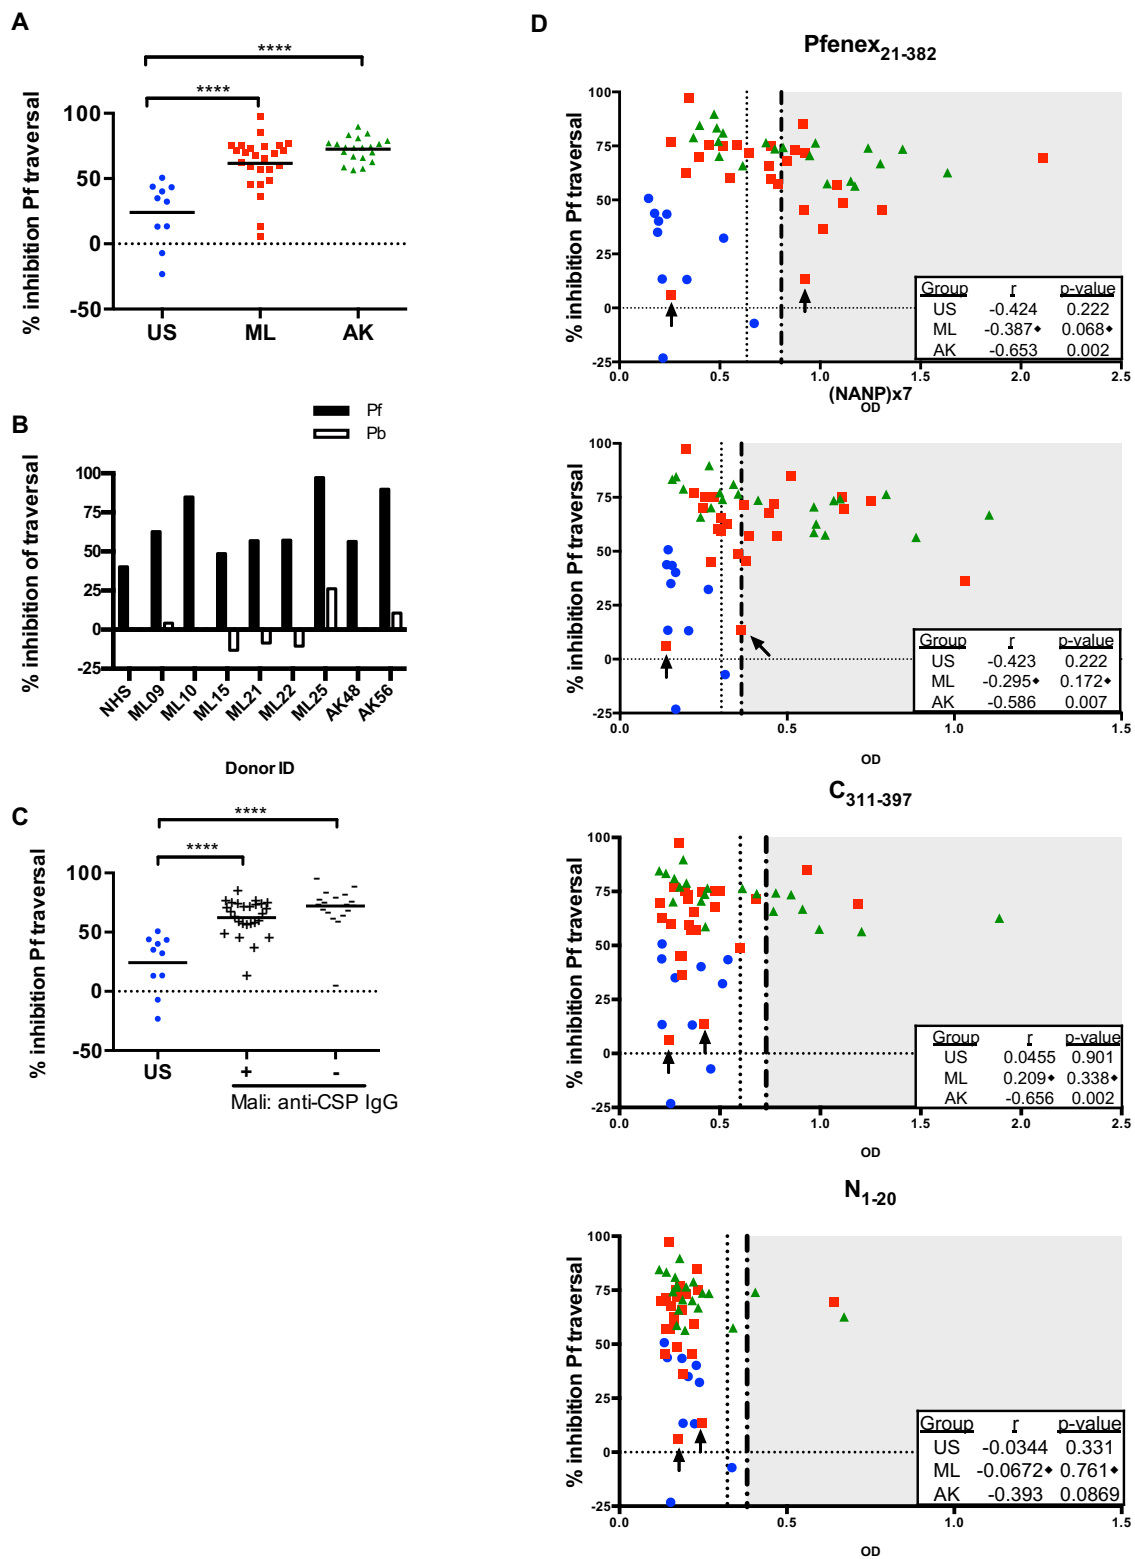 A
****
****
% inhibition Pf traversal
100
50
0
-50
US ML AK
B
Pf
Pb
% inhibition of traversal
100
75
50
25
0
-25
NHS ML09 ML10 ML15 ML21 ML22 ML25 AK48 AK56
Donor ID
C
****
****
% inhibition Pf traversal
100
50
0
-50
US + -
Mali: anti-CSP IgG
D
Pfenex21-382
% inhibition Pf traversal
100
75
50
25
0
-25
Group r p-value
US -0.424 0.222
ML -0.387◆ 0.068◆
AK -0.653 0.002
0.0 0.5 1.0 1.5 2.0 2.5
(NANP)x7
OD
% inhibition Pf traversal
100
75
50
25
0
-25
Group r p-value
US -0.423 0.222
ML -0.295◆ 0.172◆
AK -0.586 0.007
0.0 0.5 1.0 1.5
OD
C311-397
% inhibition Pf traversal
100
75
50
25
0
-25
Group r p-value
US 0.0455 0.901
ML 0.209◆ 0.338◆
AK -0.656 0.002
0.0 0.5 1.0 1.5 2.0 2.5
OD
N1-20
% inhibition Pf traversal
100
75
50
25
0
-25
Group r p-value
US -0.0344 0.331
ML -0.0672◆ 0.761◆
AK -0.393 0.0869
0.0 0.5 1.0 1.5
OD